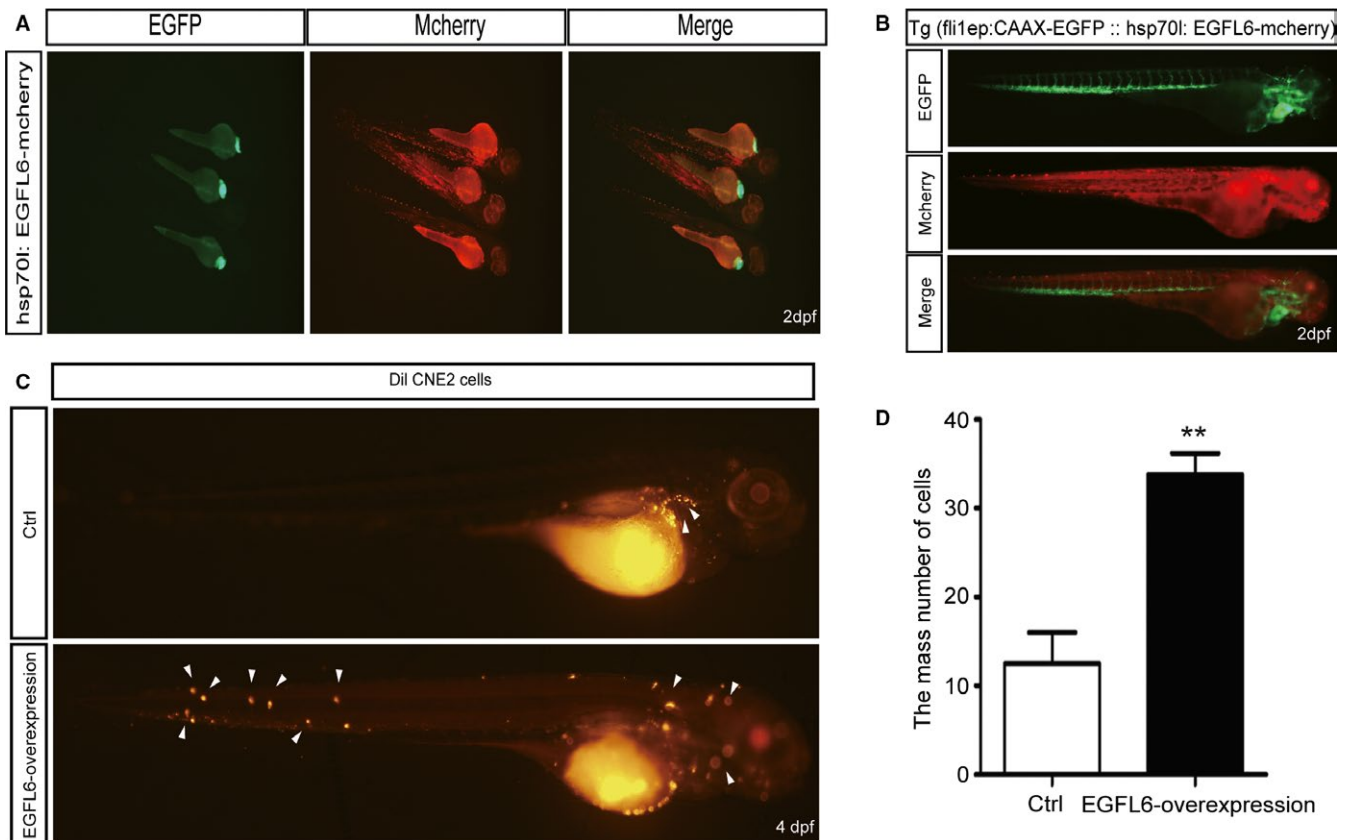 A
EGFP
Mcherry
Merge
hsp70l: EGFL6-mcherry
2dpf
B
Tg (fli1ep:CAAX-EGFP :: hsp70l: EGFL6-mcherry)
EGFP
Mcherry
Merge
2dpf
C
Dil CNE2 cells
Ctrl
EGFL6-overexpression
4 dpf
D
The mass number of cells
40
30
20
10
0
**
Ctrl
EGFL6-overexpression